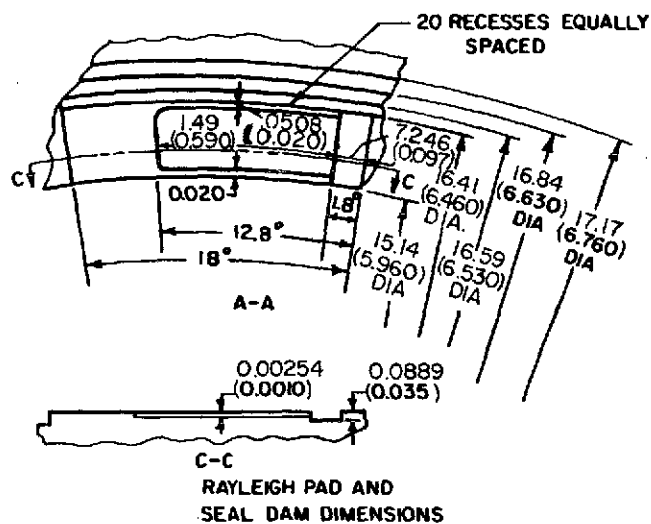 20 RECESSES EQUALLY
SPACED
1.49
(0.590)
.0508
(0.020)
7.246
(0.097)
C
C
0.020
16.41
(6.460)
DIA.
16.84
(6.630)
DIA
17.17
(6.760)
DIA
1.8°
12.8°
18°
15.14
(5.960)
DIA
16.59
(6.530)
DIA
A-A
0.00254
(0.0010)
0.0889
(0.035)
C-C
RAYLEIGH PAD AND
SEAL DAM DIMENSIONS